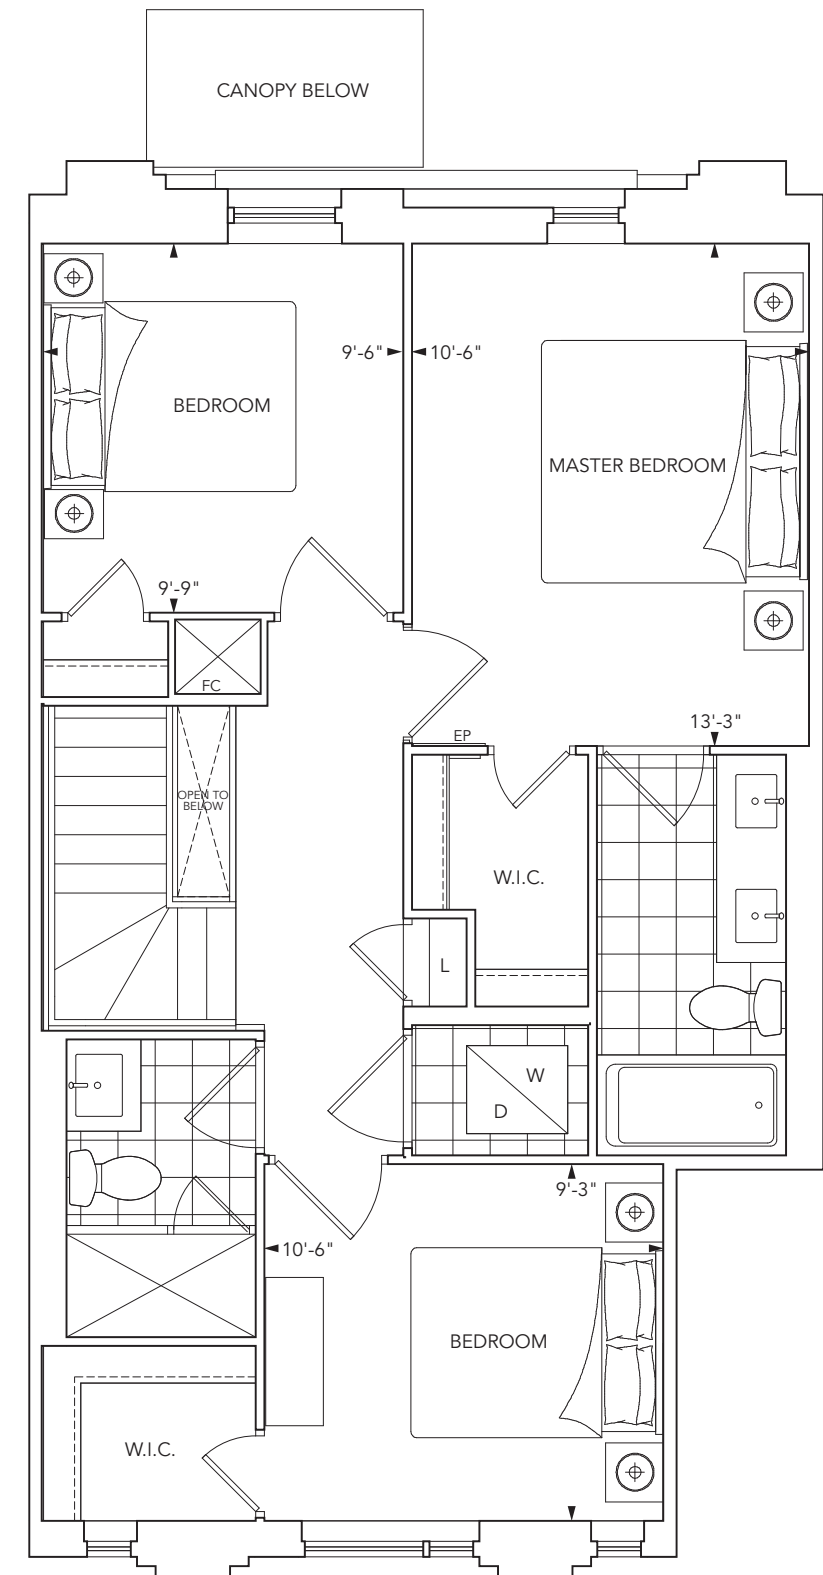 CANOPY BELOW
9'-6"
10'-6"
BEDROOM
MASTER BEDROOM
9'-9"
FC
13'-3"
EP
OPEN TO
BELOW
W.I.C.
L
W
D
9'-3"
10'-6"
BEDROOM
W.I.C.